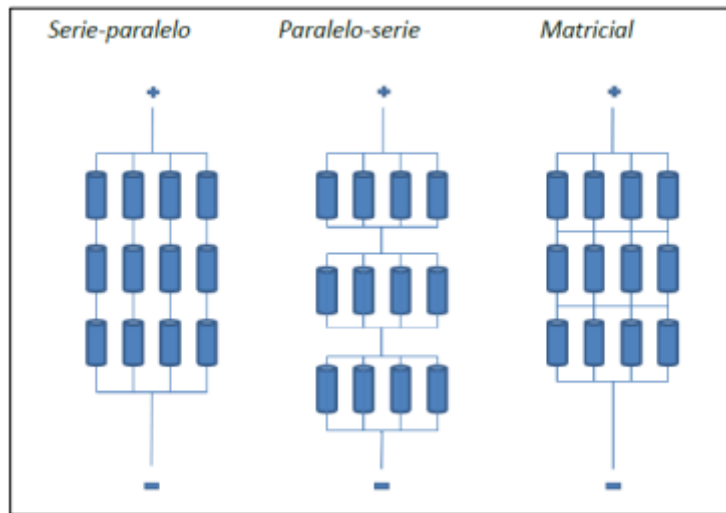 Serie-paralelo Paralelo-serie Matricial
+ + +
- - -